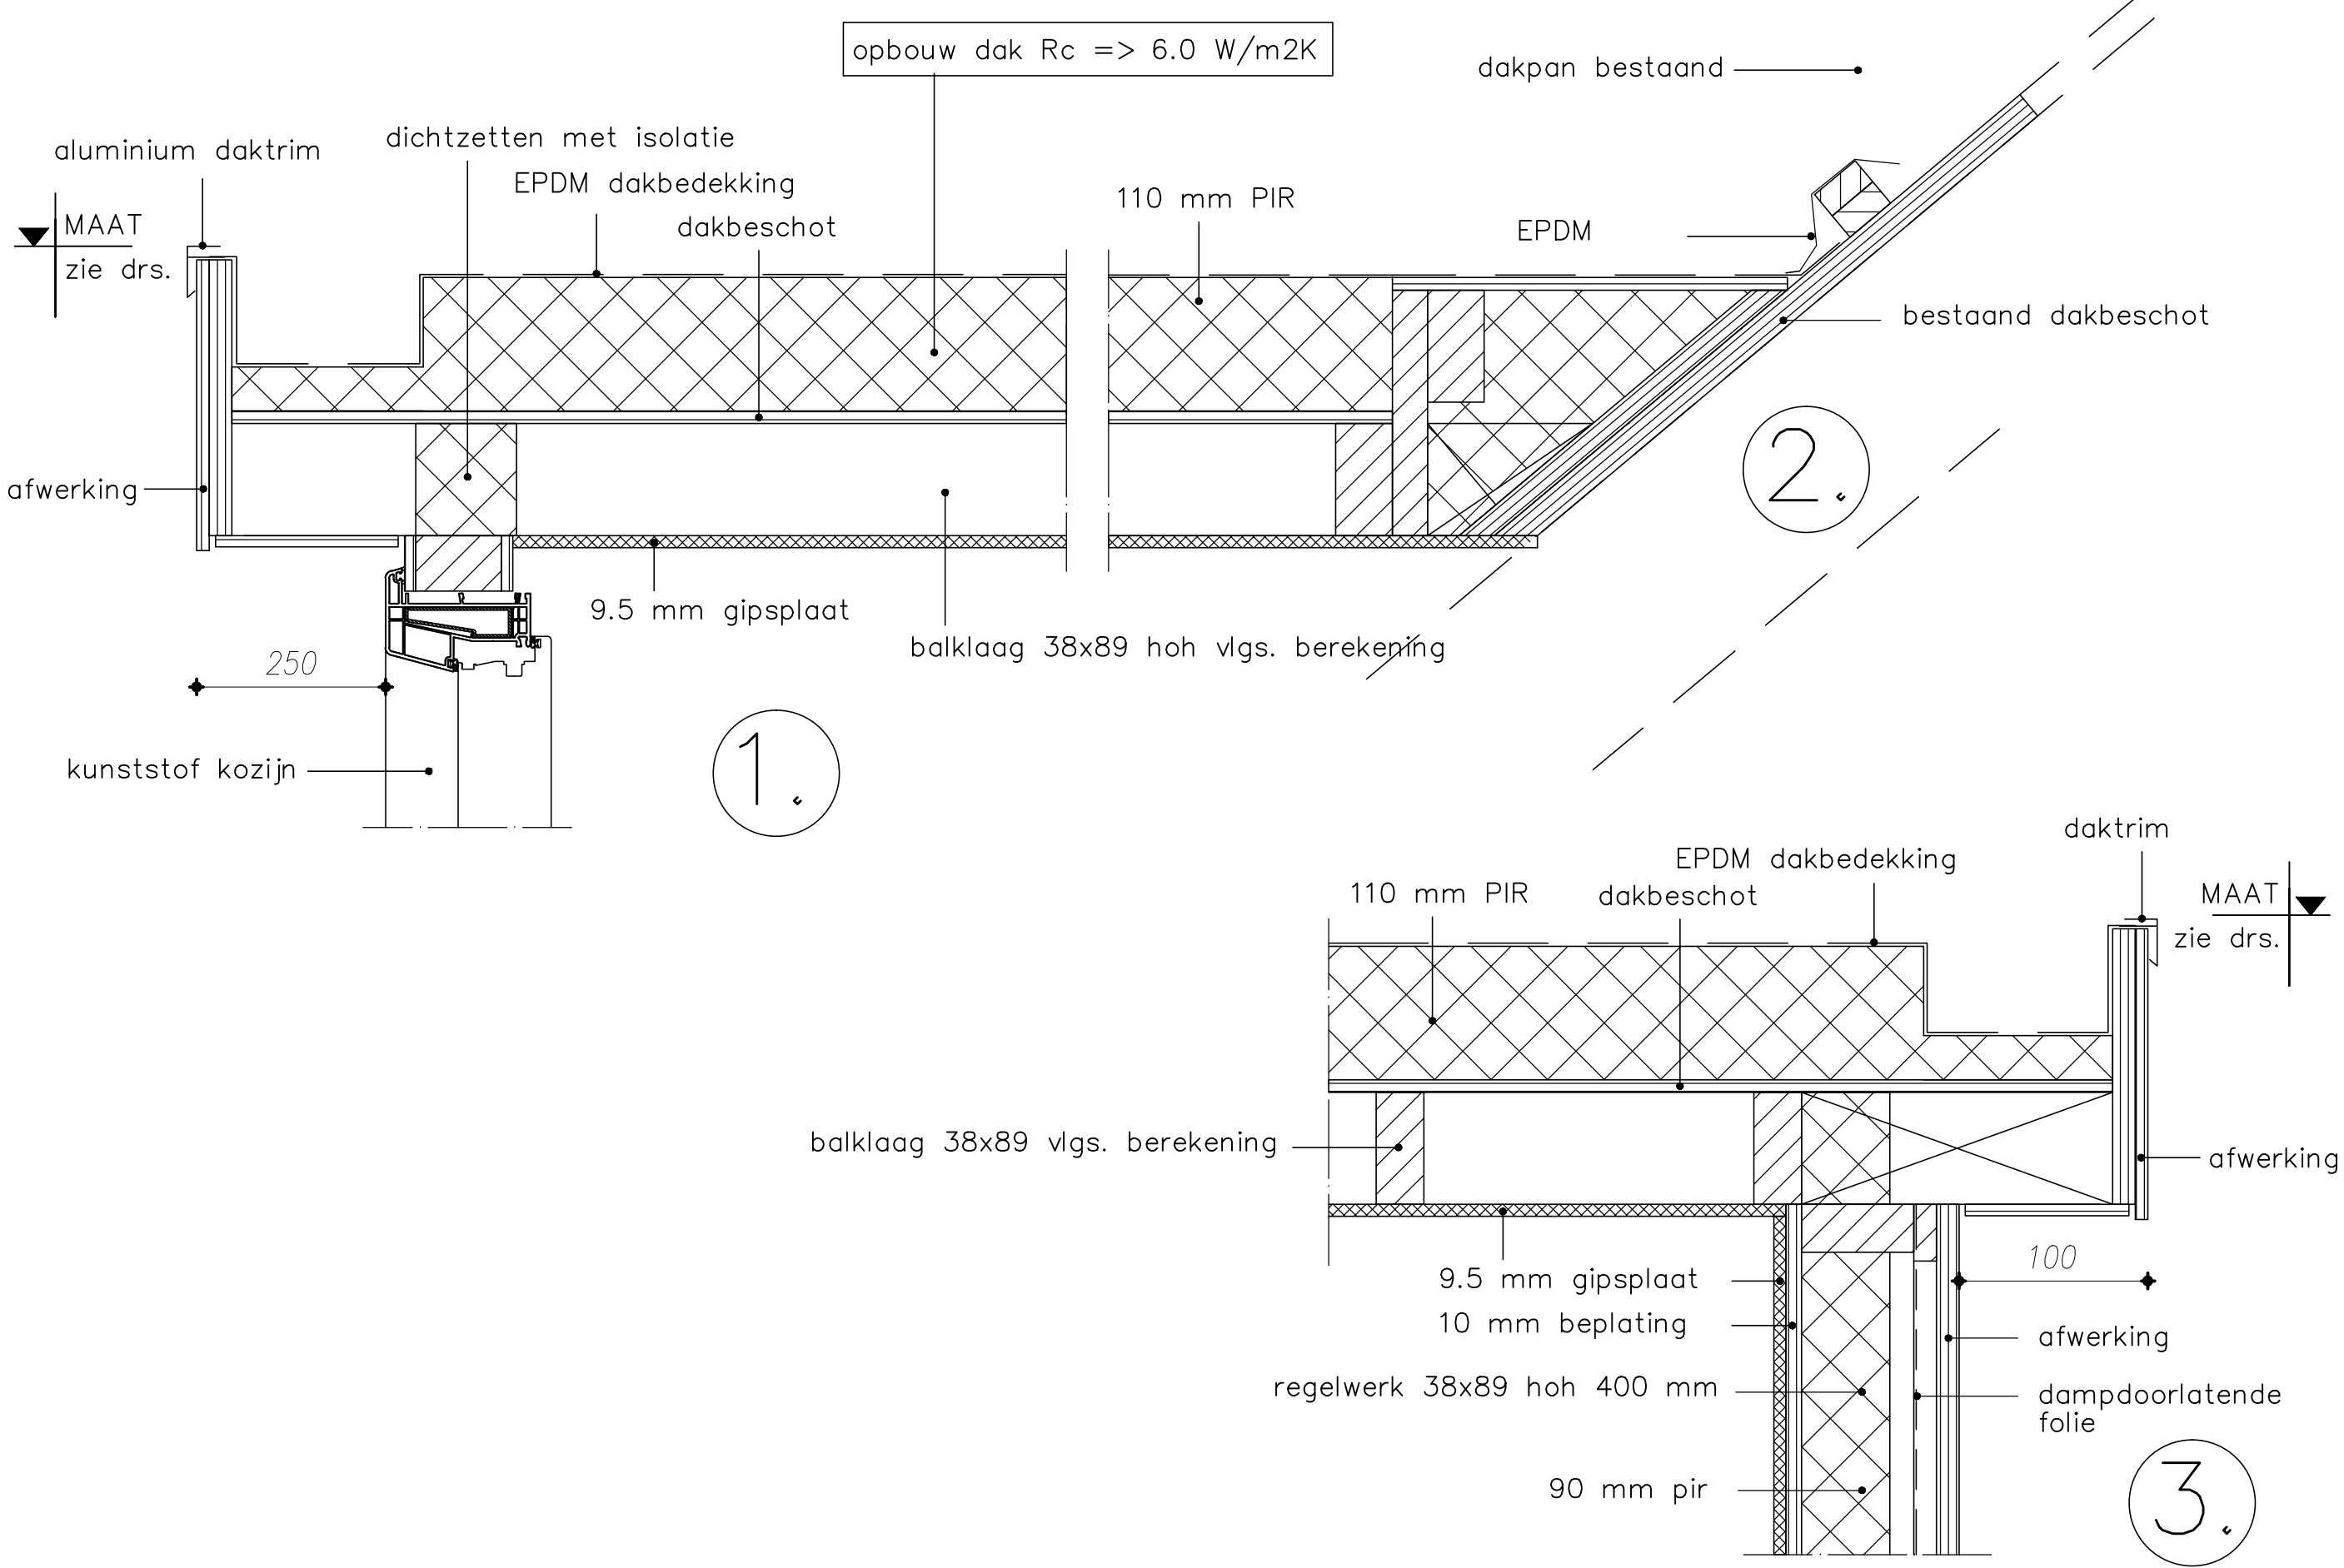 opbouw dak Rc => 6.0 W/m2K
dakpan bestaand
aluminium daktrim
dichtzetten met isolatie
EPDM dakbedekking
dakbeschot
110 mm PIR
EPDM
MAAT
zie drs.
bestaand dakbeschot
afwerking
2.
9.5 mm gipsplaat
balklaag 38x89 hoh vlgs. berekening
250
kunststof kozijn
1.
daktrim
EPDM dakbedekking
110 mm PIR
dakbeschot
MAAT
zie drs.
balklaag 38x89 vlgs. berekening
afwerking
9.5 mm gipsplaat
100
10 mm beplating
afwerking
regelwerk 38x89 hoh 400 mm
dampdoorlatende
folie
90 mm pir
3.